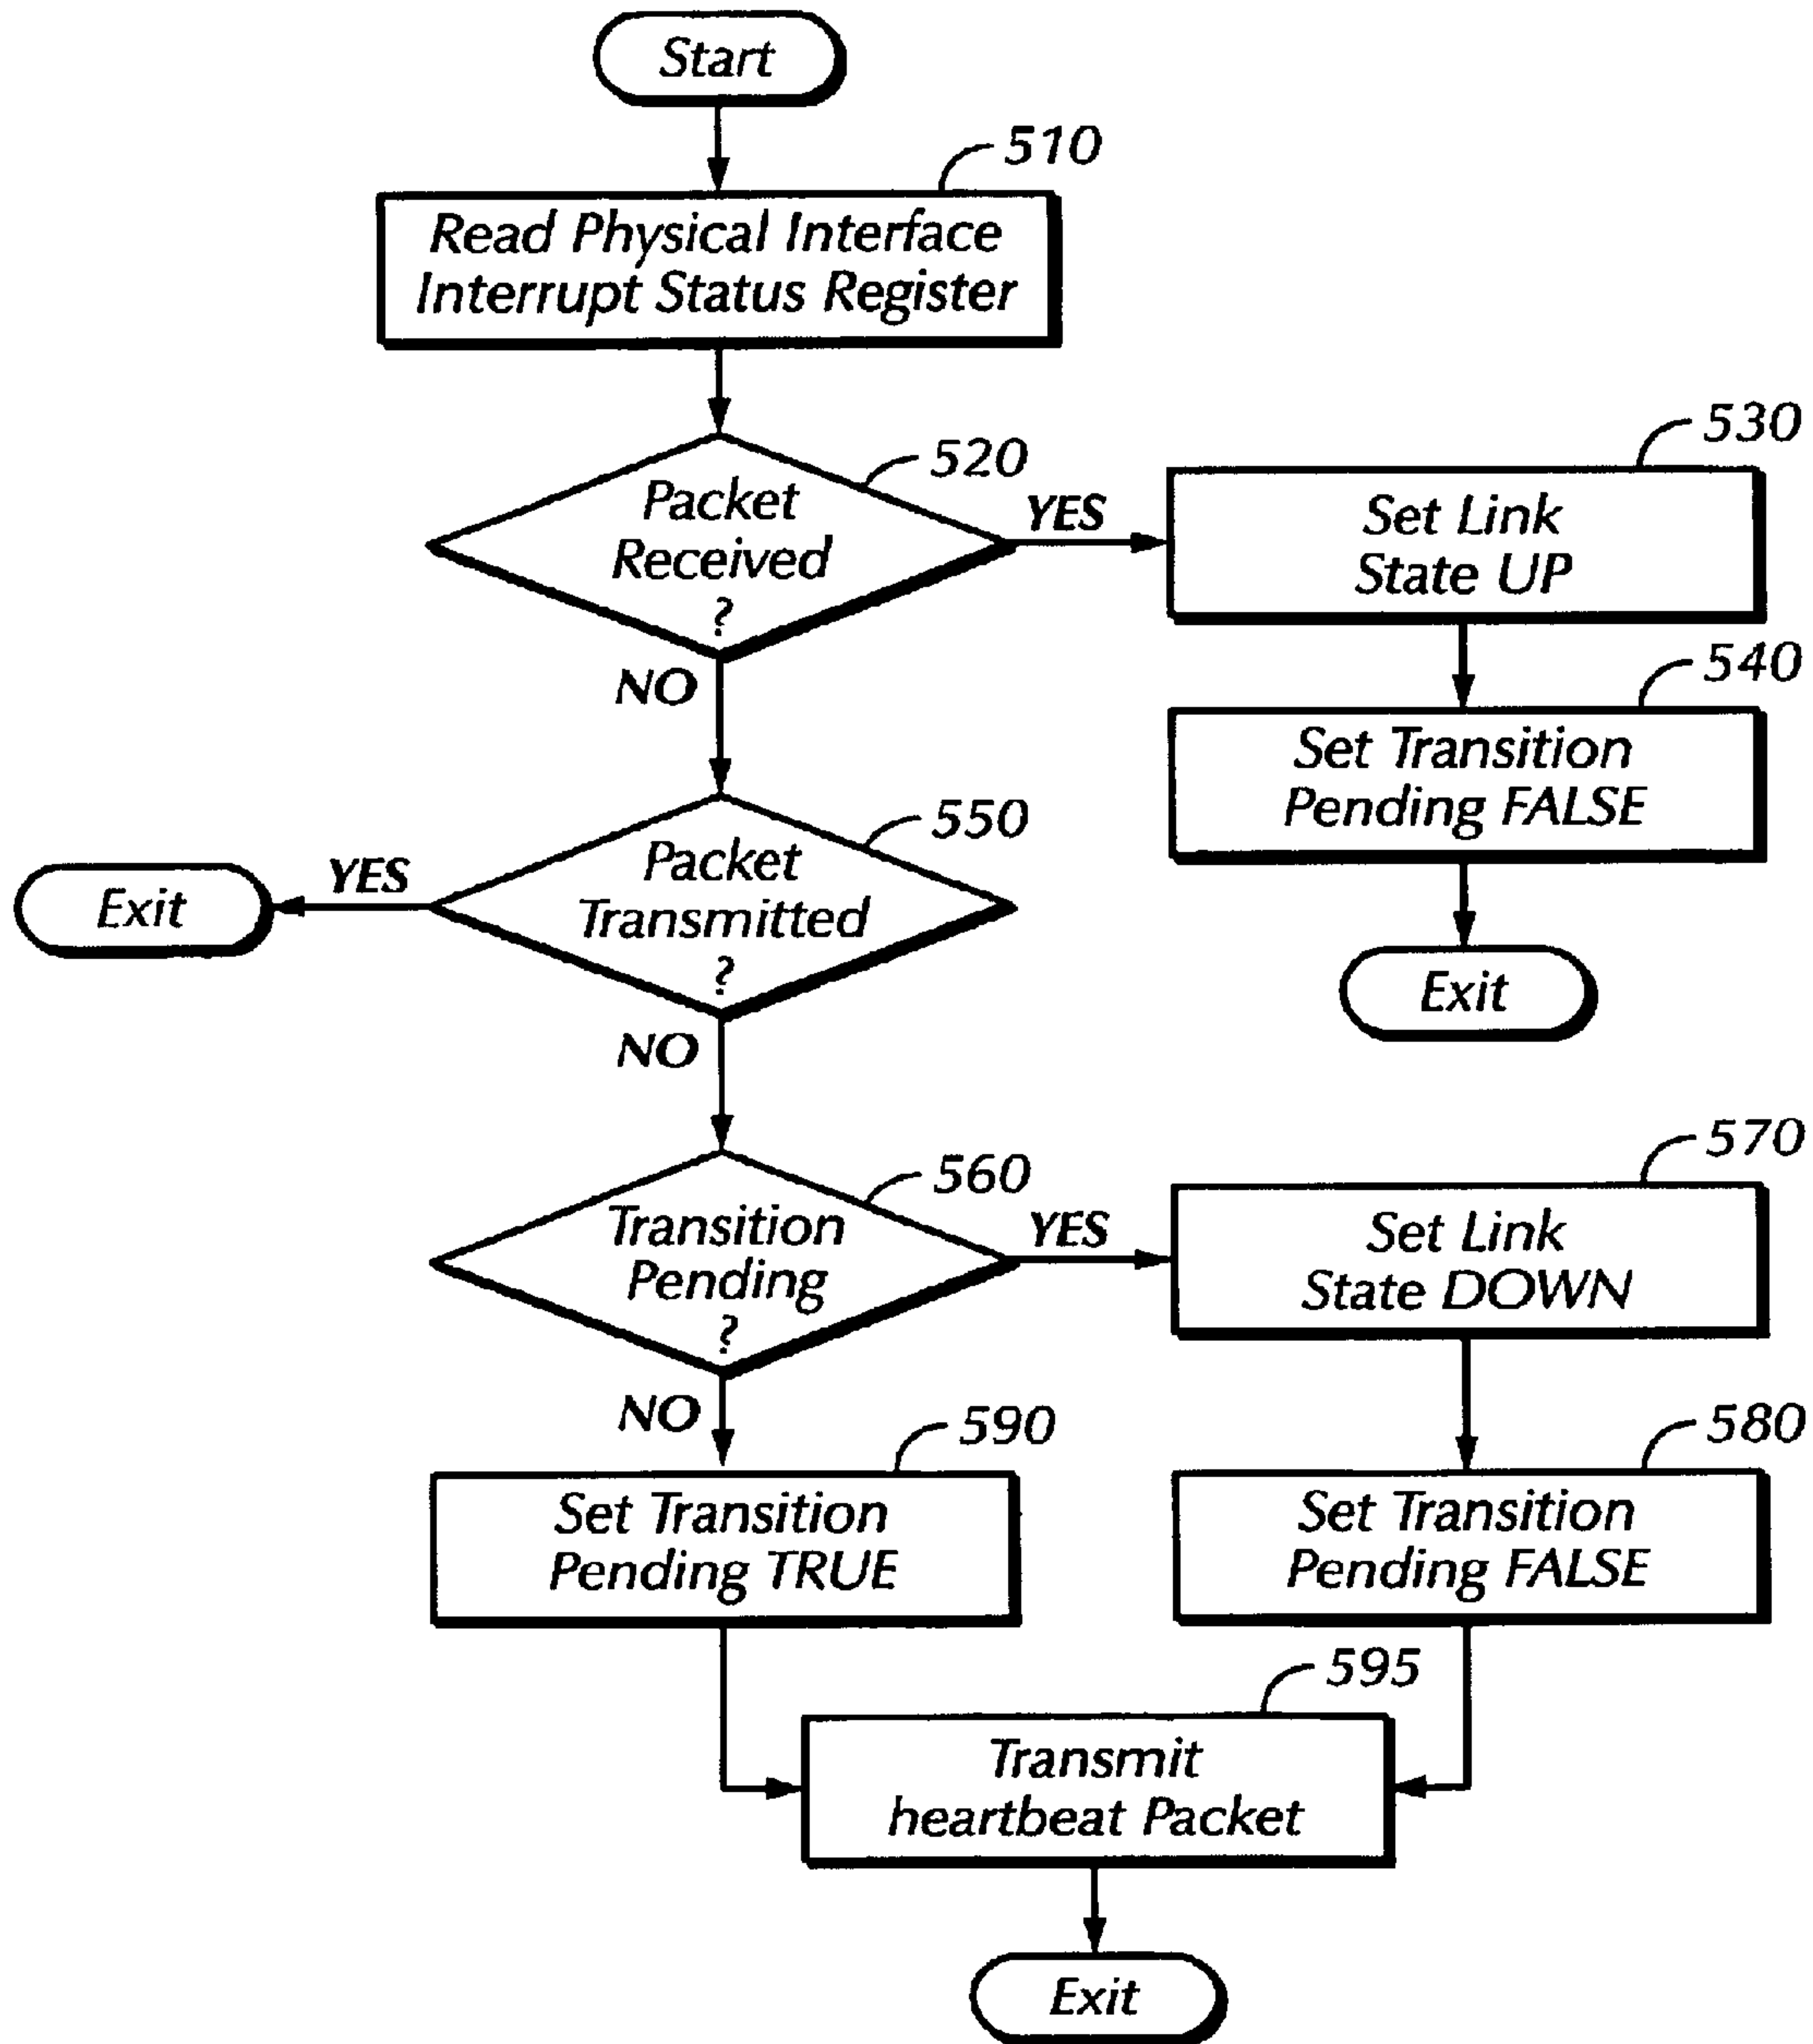 Start
510
Read Physical Interface
Interrupt Status Register
520
Packet
Received
?
YES
530
Set Link
State UP
NO
540
Set Transition
Pending FALSE
Exit
550
Packet
Transmitted
?
YES
Exit
NO
560
Transition
Pending
?
YES
570
Set Link
State DOWN
NO
590
Set Transition
Pending TRUE
580
Set Transition
Pending FALSE
595
Transmit
heartbeat Packet
Exit